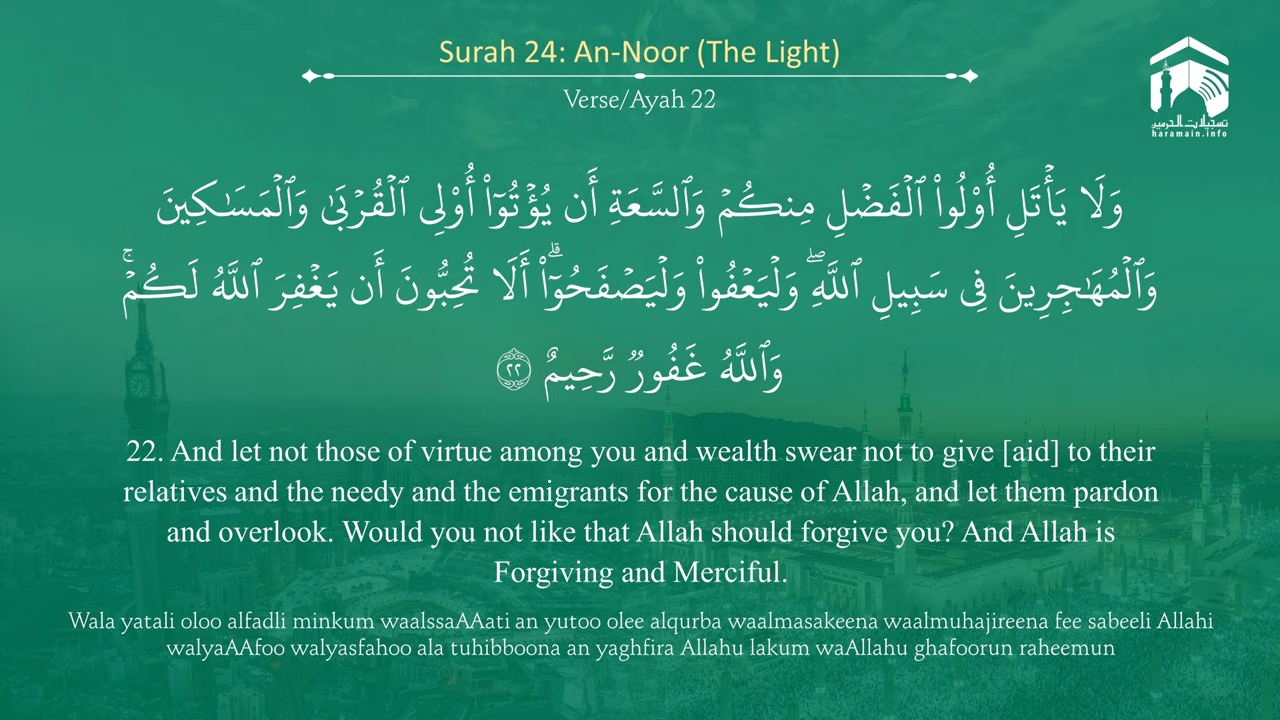 Surah 24: An-Noor (The Light)
Verse/Ayah 22
تسجيلات الحرمين
haramain.info
وَلَا يَأْتَلِ أُو۟لُوا۟ ٱلْفَضْلِ مِنكُمْ وَٱلسَّعَةِ أَن يُؤْتُوٓا۟ أُو۟لِى ٱلْقُرْبَىٰ وَٱلْمَسَـٰكِينَ
وَٱلْمُهَـٰجِرِينَ فِى سَبِيلِ ٱللَّهِ ۖ وَلْيَعْفُوا۟ وَلْيَصْفَحُوٓا۟ ۗ أَلَا تُحِبُّونَ أَن يَغْفِرَ ٱللَّهُ لَكُمْ ۚ
وَٱللَّهُ غَفُورٌ رَّحِيمٌ ٢٢
22. And let not those of virtue among you and wealth swear not to give [aid] to their
relatives and the needy and the emigrants for the cause of Allah, and let them pardon
and overlook. Would you not like that Allah should forgive you? And Allah is
Forgiving and Merciful.
Wala yatali oloo alfadli minkum waalssaAAati an yutoo olee alqurba waalmasakeena waalmuhajireena fee sabeeli Allahi
walyaAAfoo walyasfahoo ala tuhibboona an yaghfira Allahu lakum waAllahu ghafoorun raheemun